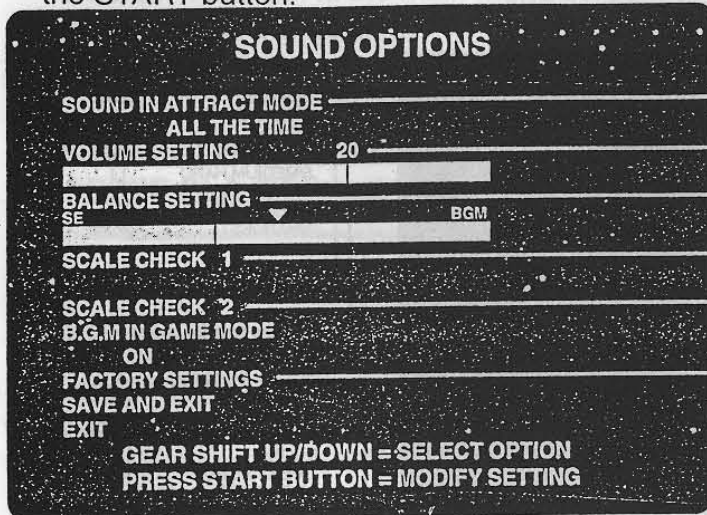 the START button.
SOUND OPTIONS
SOUND IN ATTRACT MODE
ALL THE TIME
VOLUME SETTING 20
BALANCE SETTING
SE BGM
SCALE CHECK 1
SCALE CHECK 2
B.G.M IN GAME MODE
ON
FACTORY SETTINGS
SAVE AND EXIT
EXIT
GEAR SHIFT UP/DOWN = SELECT OPTION
PRESS START BUTTON = MODIFY SETTING